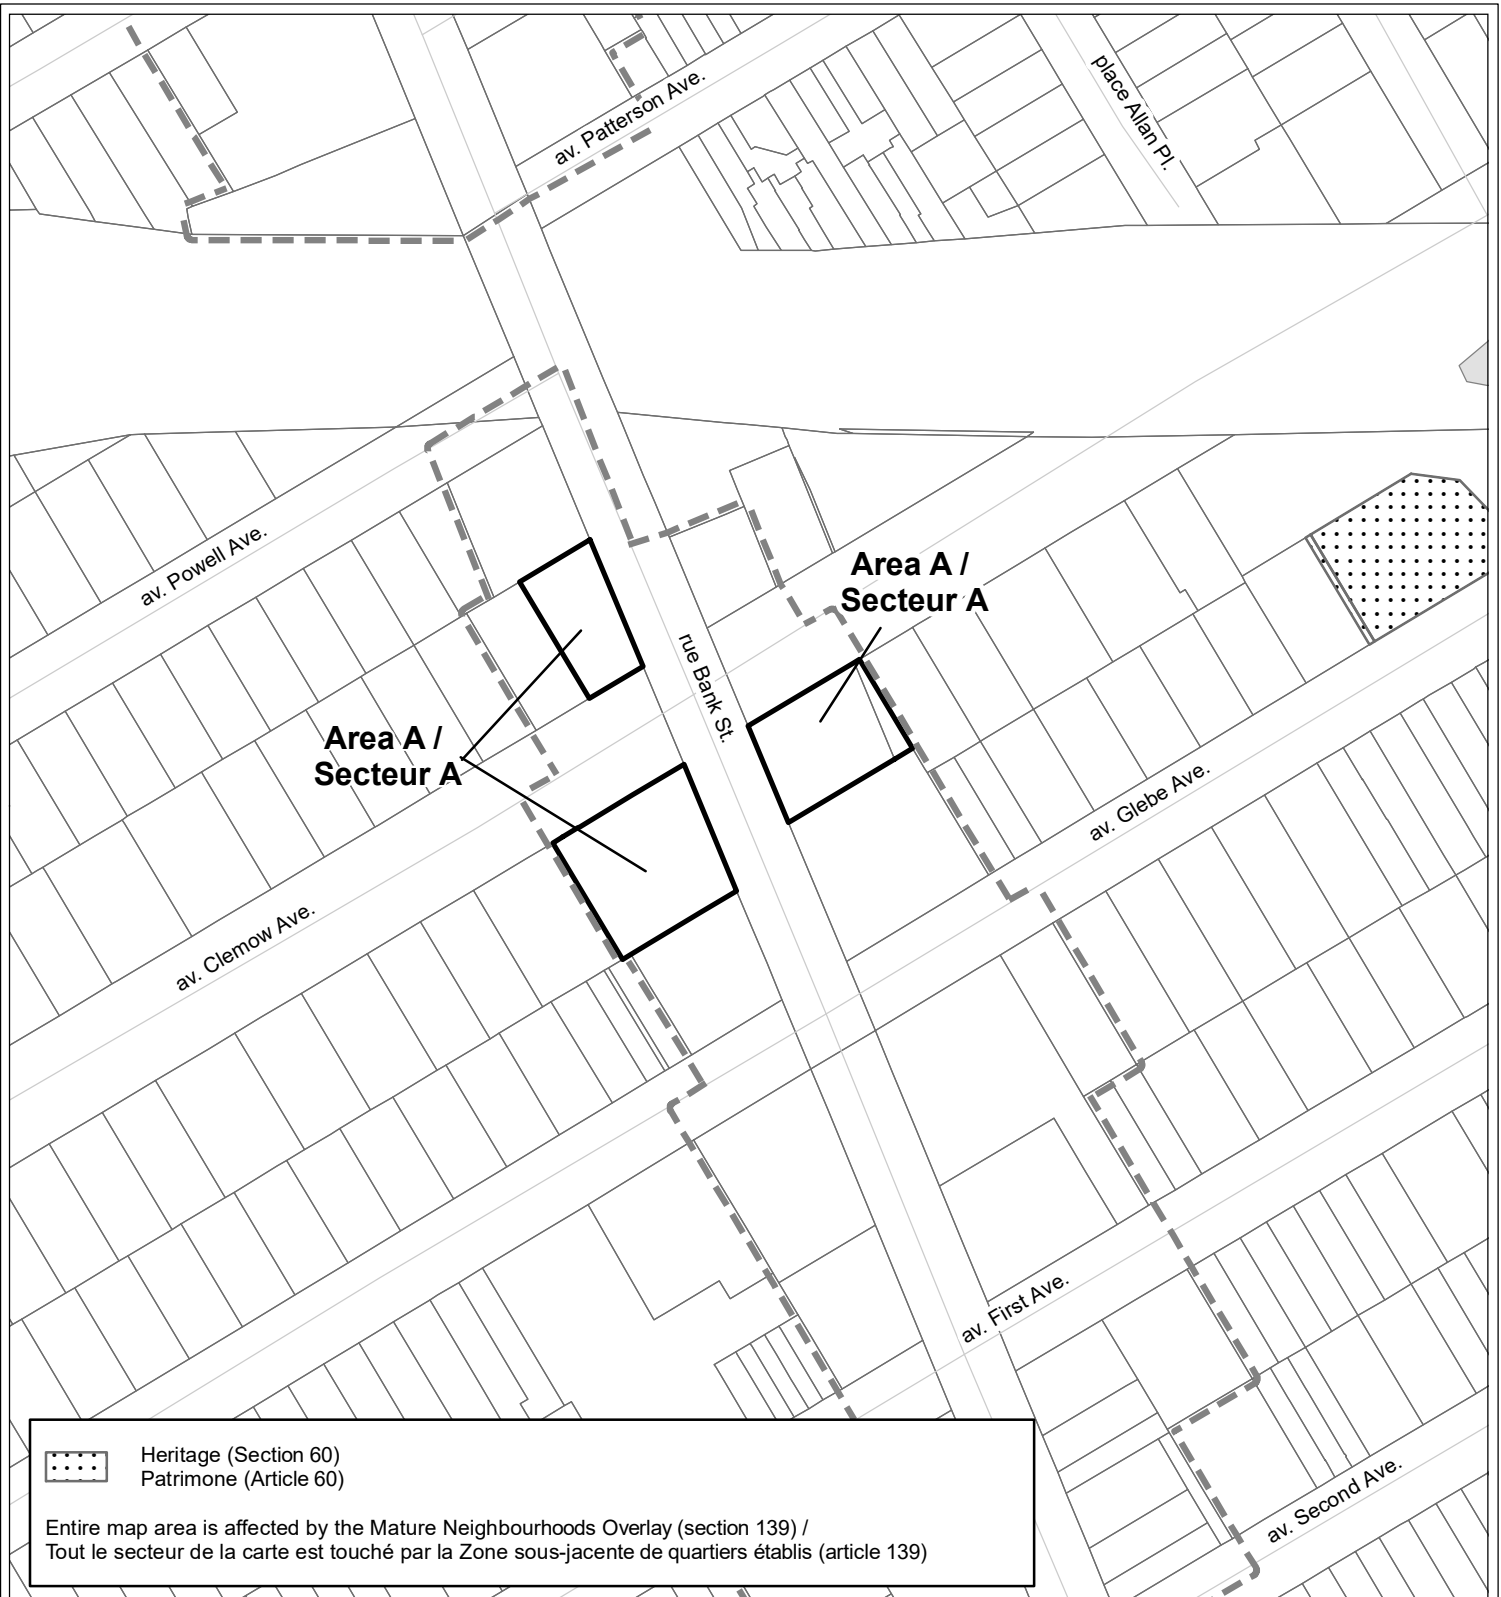 av. Patterson Ave.
place Allan Pl.
av. Powell Ave.
Area A /
Secteur A
rue Bank St.
Area A /
Secteur A
av. Glebe Ave.
av. Clemow Ave.
av. First Ave.
av. Second Ave.
Heritage (Section 60)
Patrimone (Article 60)
Entire map area is affected by the Mature Neighbourhoods Overlay (section 139) /
Tout le secteur de la carte est touché par la Zone sous-jacente de quartiers établis (article 139)